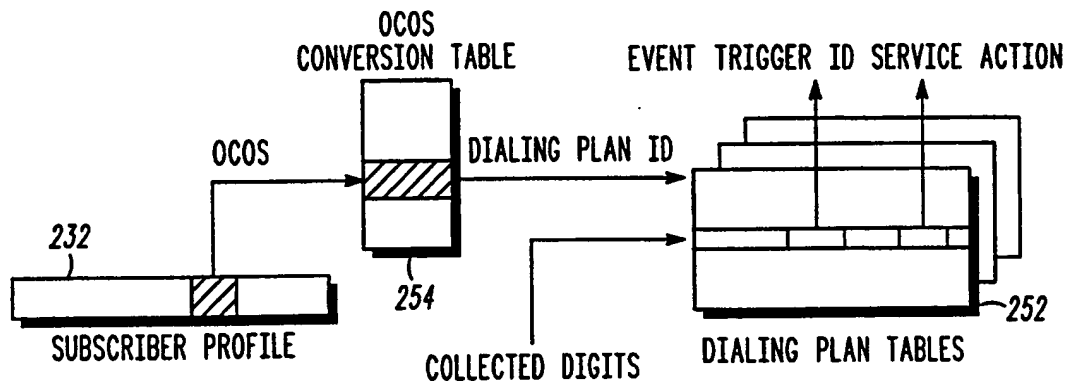 OCOS
CONVERSION TABLE
EVENT TRIGGER ID SERVICE ACTION
OCOS
DIALING PLAN ID
232
254
252
SUBSCRIBER PROFILE
COLLECTED DIGITS
DIALING PLAN TABLES